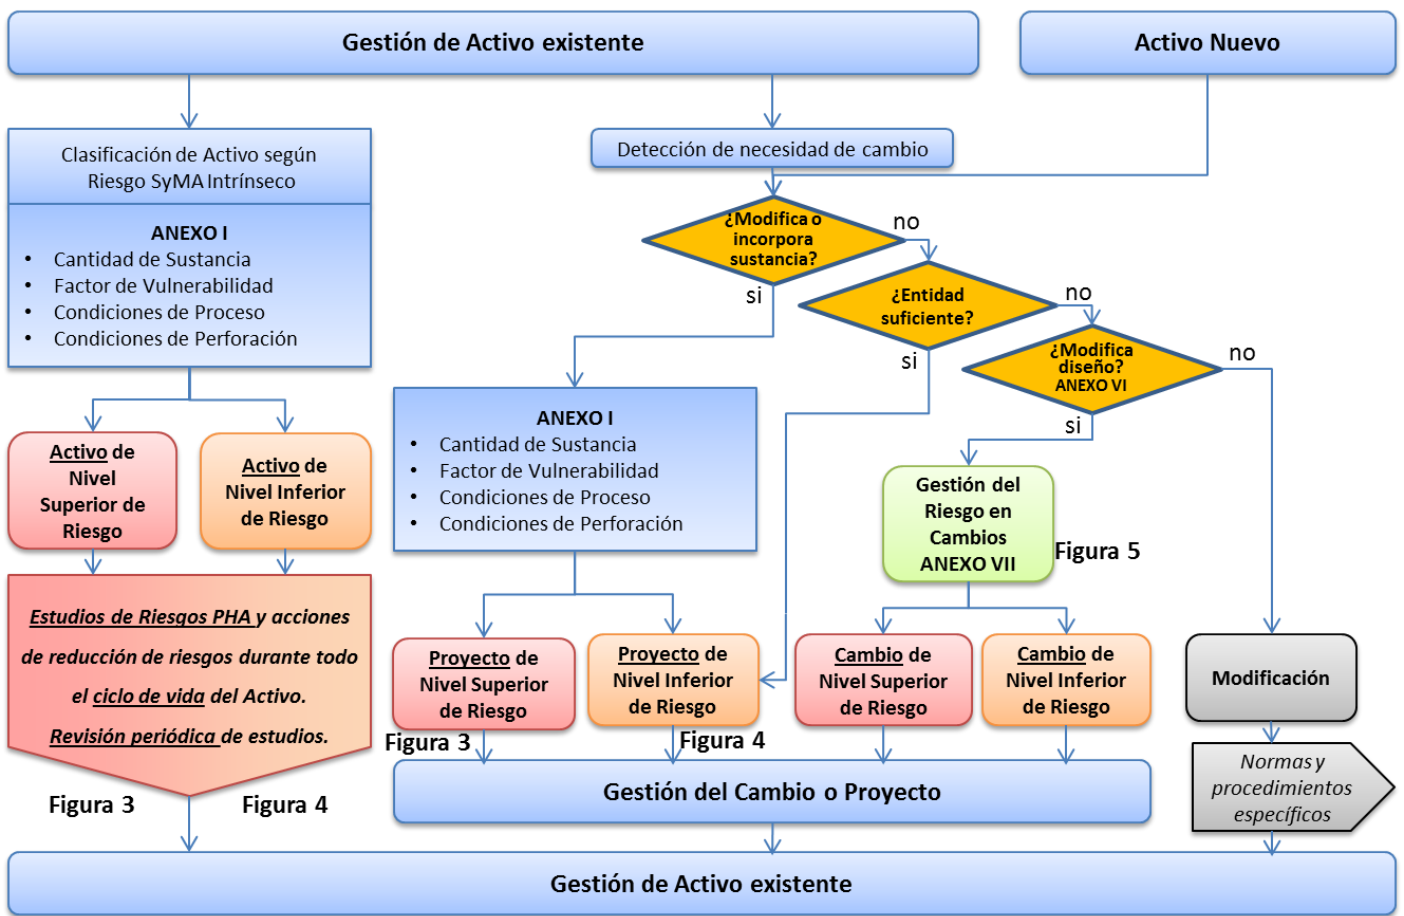 Gestión de Activo existente
Activo Nuevo
Clasificación de Activo según
Riesgo SyMA Intrínseco
ANEXO I
• Cantidad de Sustancia
• Factor de Vulnerabilidad
• Condiciones de Proceso
• Condiciones de Perforación
Activo de
Nivel
Superior de
Riesgo
Activo de
Nivel Inferior
de Riesgo
Estudios de Riesgos PHA y acciones
de reducción de riesgos durante todo
el ciclo de vida del Activo.
Revisión periódica de estudios.
Figura 3
Figura 4
Detección de necesidad de cambio
¿Modifica o
incorpora
sustancia?
no
si
¿Entidad
suficiente?
no
si
¿Modifica
diseño?
ANEXO VI
no
si
ANEXO I
• Cantidad de Sustancia
• Factor de Vulnerabilidad
• Condiciones de Proceso
• Condiciones de Perforación
Gestión del
Riesgo en
Cambios
ANEXO VII
Figura 5
Proyecto de
Nivel Superior
de Riesgo
Proyecto de
Nivel Inferior
de Riesgo
Cambio de
Nivel Superior
de Riesgo
Cambio de
Nivel Inferior
de Riesgo
Modificación
Figura 3
Figura 4
Gestión del Cambio o Proyecto
Normas y
procedimientos
específicos
Gestión de Activo existente